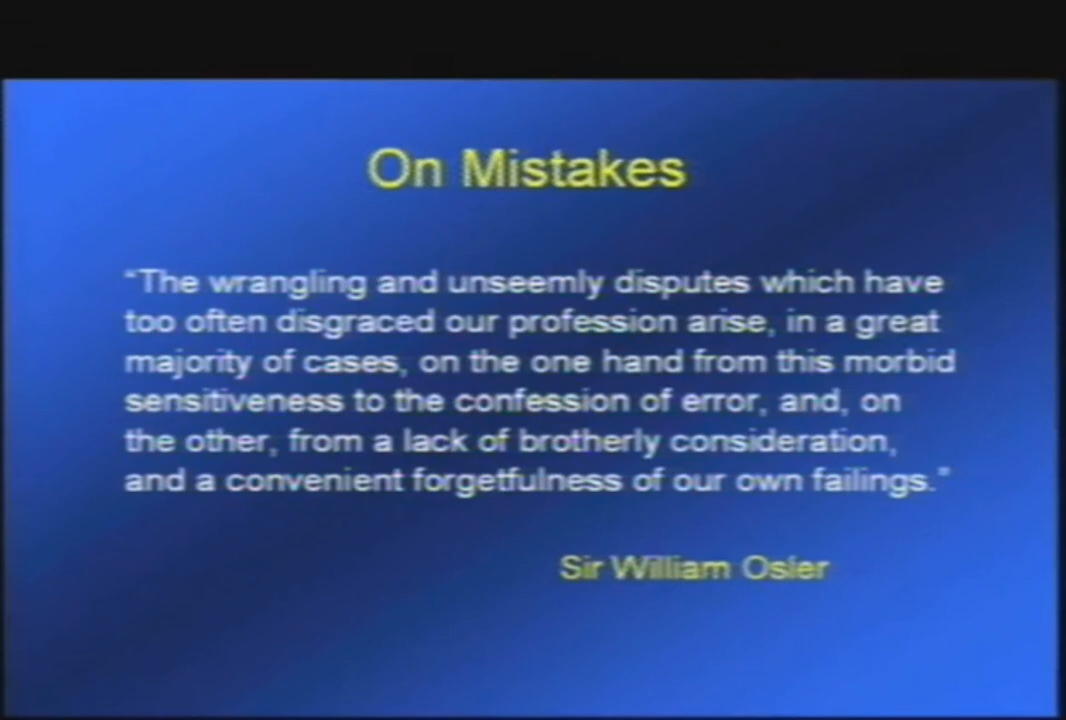 On Mistakes
“The wrangling and unseemly disputes which have
too often disgraced our profession arise, in a great
majority of cases, on the one hand from this morbid
sensitiveness to the confession of error, and, on
the other, from a lack of brotherly consideration,
and a convenient forgetfulness of our own failings.”
Sir William Osler